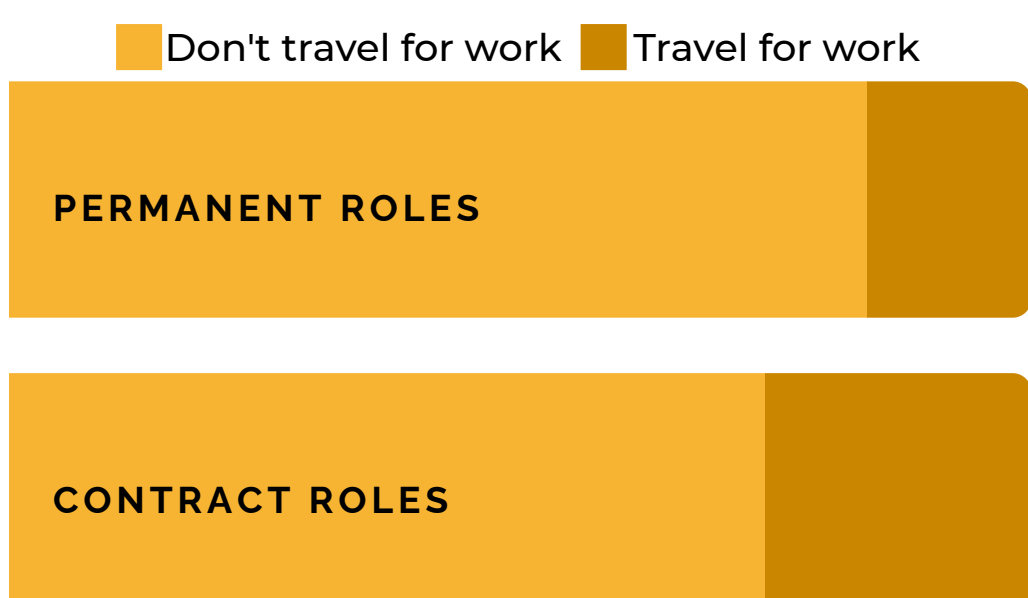 Don't travel for work Travel for work
PERMANENT ROLES
CONTRACT ROLES